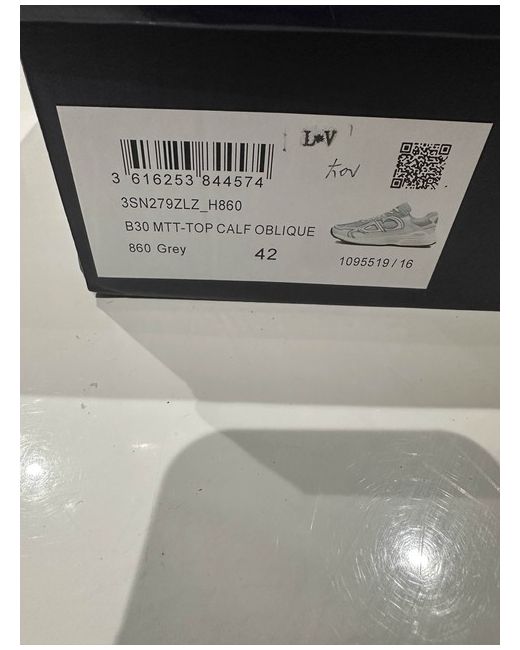 L♥V
3 616253 844574
3SN279ZLZ_H860
B30 MTT-TOP CALF OBLIQUE
860 Grey
42
1095519 / 16